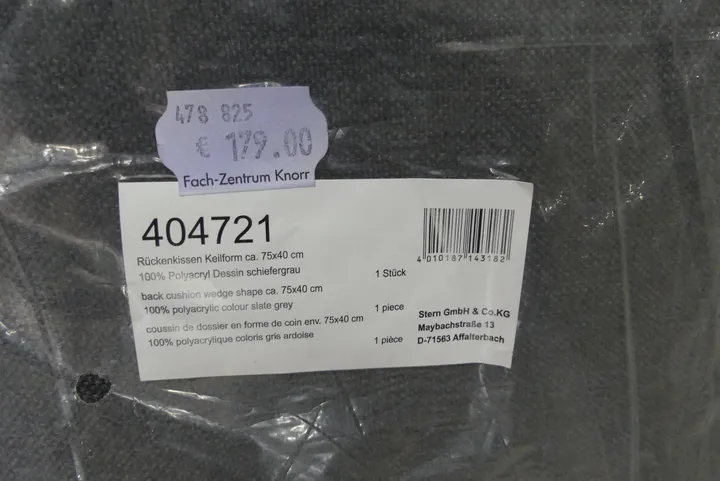 478 825
€ 179.00
Fach-Zentrum Knorr
404721
Rückenkissen Keilform ca. 75x40 cm
100% Polyacryl Dessin schiefergrau 1 Stück
back cushion wedge shape ca. 75x40 cm
100% polyacrylic colour slate grey 1 piece
coussin de dossier en forme de coin env. 75x40 cm
100% polyacrylique coloris gris ardoise 1 pièce
4 010187 143182
Stern GmbH & Co.KG
Maybachstraße 13
D-71563 Affalterbach